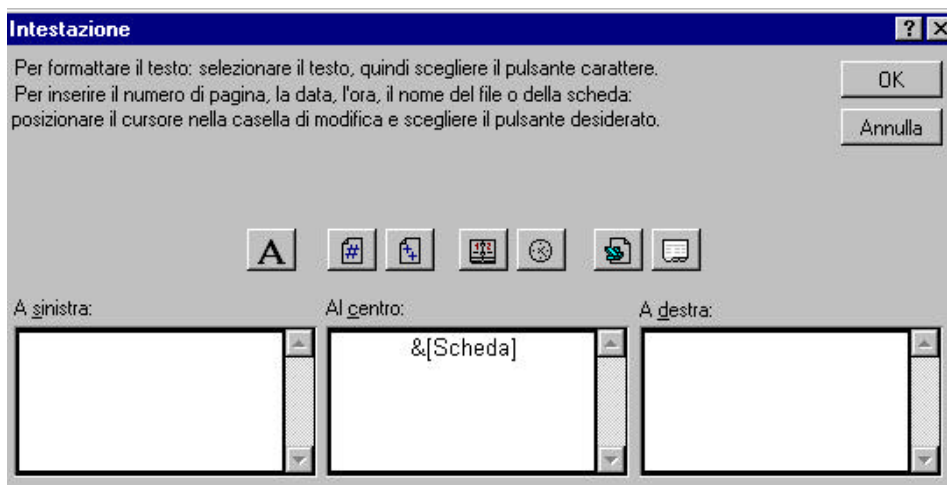 Intestazione
Per formattare il testo: selezionare il testo, quindi scegliere il pulsante carattere.
Per inserire il numero di pagina, la data, l'ora, il nome del file o della scheda:
posizionare il cursore nella casella di modifica e scegliere il pulsante desiderato.
OK
Annulla
A
A sinistra:
Al centro:
A destra:
&[Scheda]